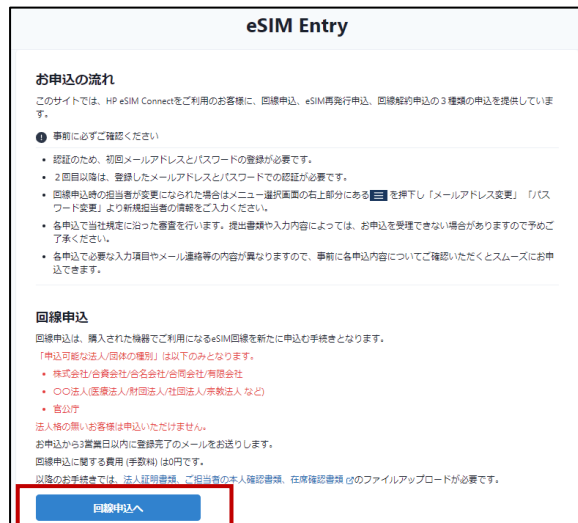 eSIM Entry
お申込の流れ
このサイトでは、HP eSIM Connectをご利用のお客様に、回線申込、eSIM再発行申込、回線解約申込の３種類の申込を提供していま
す。
事前に必ずご確認ください
• 認証のため、初回メールアドレスとパスワードの登録が必要です。
• ２回目以降は、登録したメールアドレスとパスワードでの認証が必要です。
• 回線申込時の担当者が変更になられた場合はメニュー選択画面の右上部分にある を押下し「メールアドレス変更」「パス
ワード変更」より新規担当者の情報をご入力ください。
• 各申込で当社規定に沿った審査を行います。提出書類や入力内容によっては、お申込を受理できない場合がありますので予めご
了承ください。
• 各申込で必要な入力項目やメール連絡等の内容が異なりますので、事前に各申込内容についてご確認いただくとスムーズにお申
込できます。
回線申込
回線申込は、購入された機器でご利用になるeSIM回線を新たに申込む手続きとなります。
「申込可能な法人/団体の種別」は以下のみとなります。
• 株式会社/合資会社/合名会社/合同会社/有限会社
• 〇〇法人(医療法人/財団法人/社団法人/宗教法人 など)
• 官公庁
法人格の無いお客様は申込いただけません。
お申込から3営業日以内に登録完了のメールをお送りします。
回線申込に関する費用 (手数料) は0円です。
以降のお手続きでは、法人証明書類、ご担当者の本人確認書類、在席確認書類 のファイルアップロードが必要です。
回線申込へ